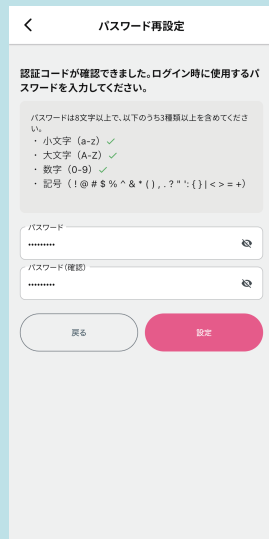 パスワード再設定
認証コードが確認できました。ログイン時に使用するパ
スワードを入力してください。
パスワードは8文字以上で、以下のうち3種類以上を含めてくださ
い。
・ 小文字（a-z）✓
・ 大文字（A-Z）✓
・ 数字（0-9）✓
・ 記号（ ! @ # $ % ^ & * ( ) , . ? " ': { } | < > = +）
パスワード
•••••••••
パスワード（確認）
•••••••••
戻る
設定